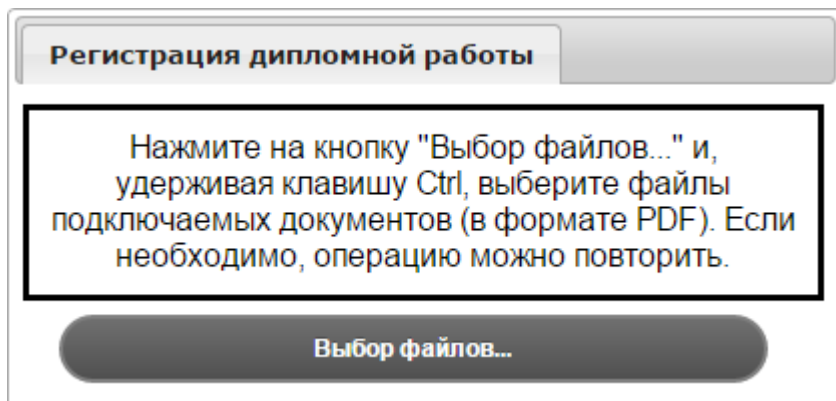 Регистрация дипломной работы
Нажмите на кнопку "Выбор файлов..." и,
удерживая клавишу Ctrl, выберите файлы
подключаемых документов (в формате PDF). Если
необходимо, операцию можно повторить.
Выбор файлов...